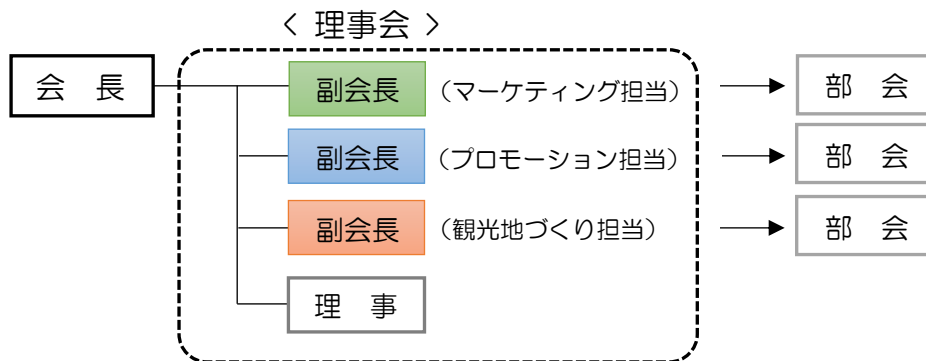 < 理事会 >
会 長
副会長 (マーケティング担当)
部 会
副会長 (プロモーション担当)
部 会
副会長 (観光地づくり担当)
部 会
理 事